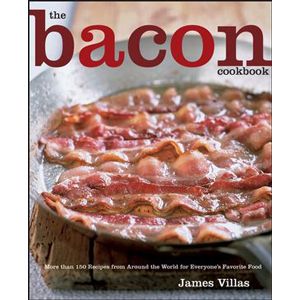 the
bacon
cookbook
More than 150 Recipes from Around the World for Everyone's Favorite Food
James Villas